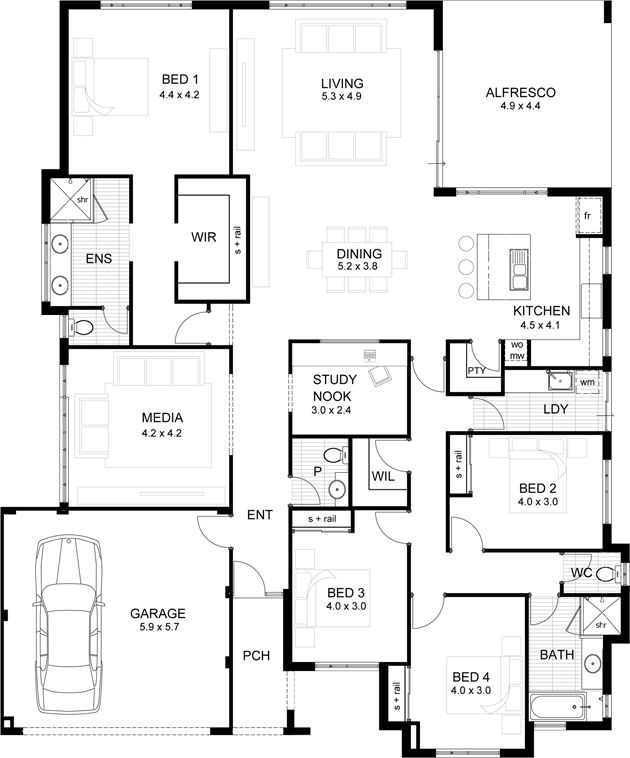 BED 1
4.4 x 4.2
LIVING
5.3 x 4.9
ALFRESCO
4.9 x 4.4
shr
ENS
WIR
s + rail
fr
DINING
5.2 x 3.8
KITCHEN
4.5 x 4.1
wo
mw
PTY
STUDY
NOOK
3.0 x 2.4
wm
LDY
MEDIA
4.2 x 4.2
P
WIL
s + rail
BED 2
4.0 x 3.0
ENT
s + rail
WC
BED 3
4.0 x 3.0
GARAGE
5.9 x 5.7
shr
PCH
BATH
BED 4
4.0 x 3.0
s + rail